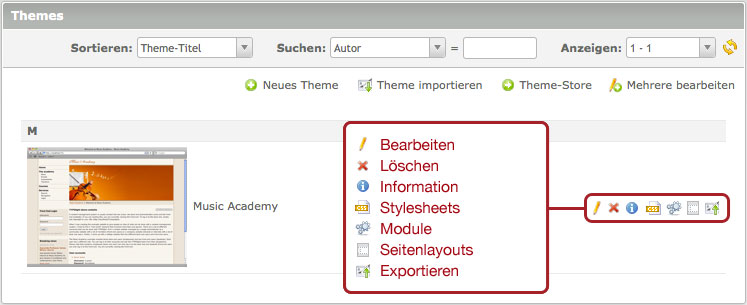 Themes
Sortieren: Theme-Titel Suchen: Autor = Anzeigen: 1 - 1
Neues Theme Theme importieren Theme-Store Mehrere bearbeiten
M
Music Academy
Bearbeiten
Löschen
Information
Stylesheets
Module
Seitenlayouts
Exportieren